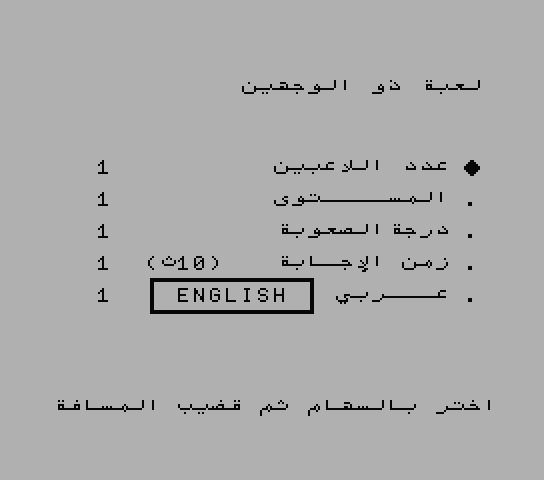 لعبة ذو الوجهين
عدد اللاعبين 1
. المستوى 1
. درجة الصعوبة 1
. زمن الإجابة (10ث) 1
. عربي ENGLISH 1
اختر بالسهام ثم قضيب المسافة